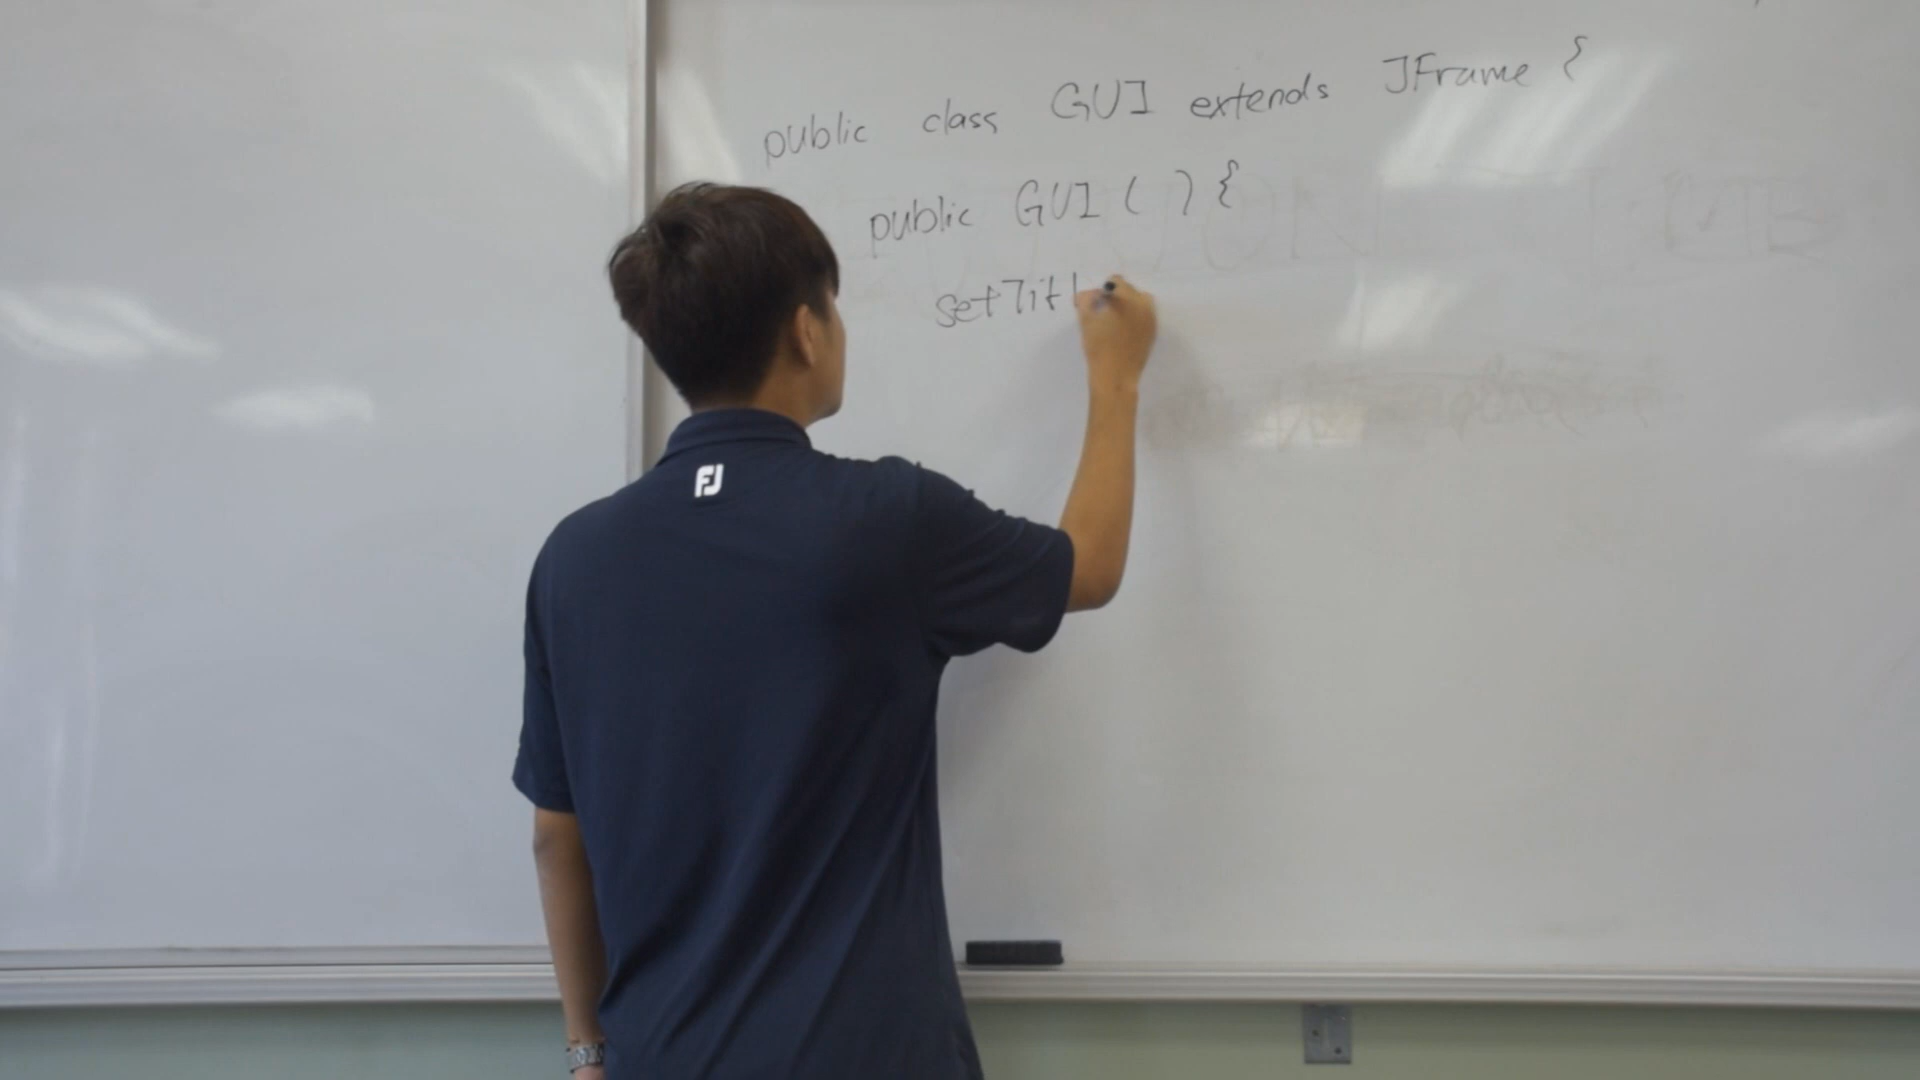 public class GUI extends JFrame {
public GUI ( ) {
setTitl
FJ